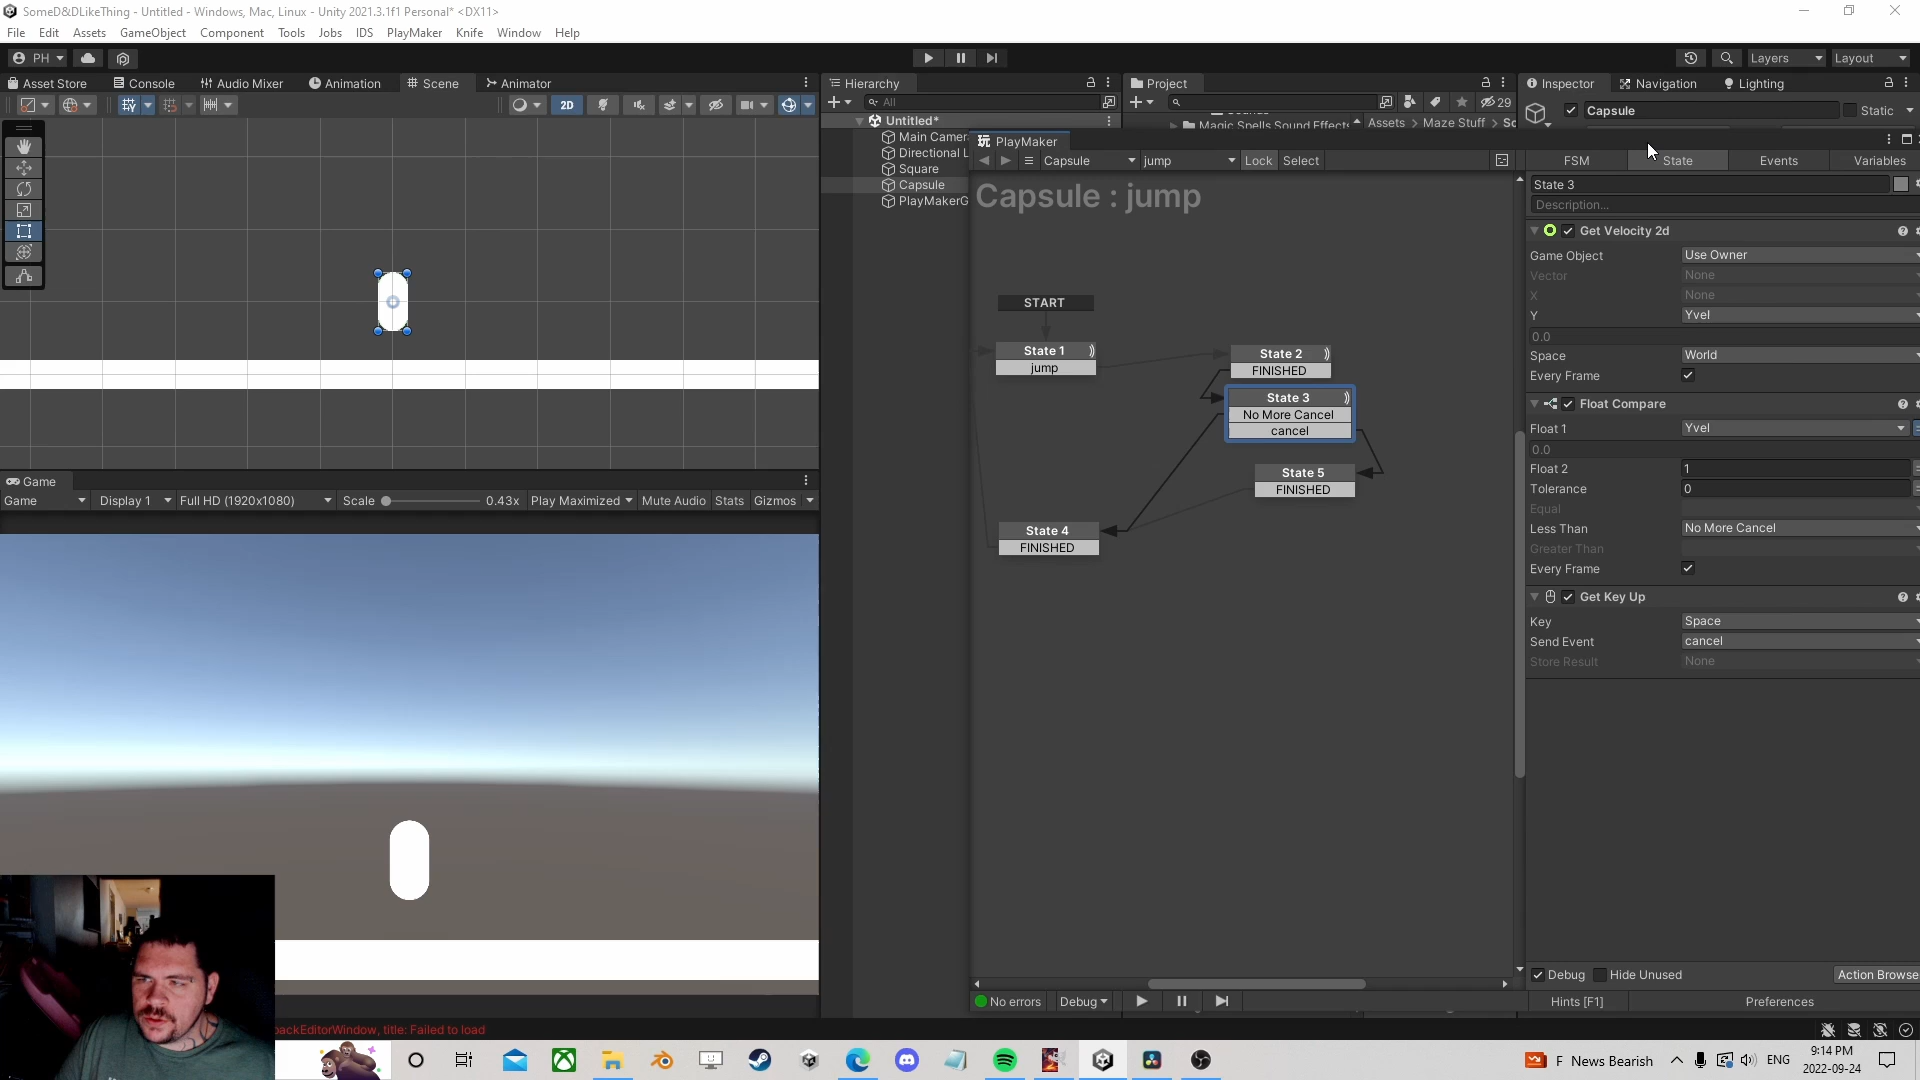 SomeD&DLikeThing - Untitled - Windows, Mac, Linux - Unity 2021.3.1f1 Personal* <DX11>
File Edit Assets GameObject Component Tools Jobs IDS PlayMaker Knife Window Help
PH Layers Layout
Asset Store Console Audio Mixer Animation Scene Animator
2D
Hierarchy
All
Untitled*
Main Camer
Directional L
Square
Capsule
PlayMakerG
Project
29
Magic Spells Sound Effects Assets > Maze Stuff > Sc
Inspector Navigation Lighting
Capsule Static
PlayMaker
Capsule jump Lock Select
Capsule : jump
START
State 1
jump
State 2
FINISHED
State 3
No More Cancel
cancel
State 5
FINISHED
State 4
FINISHED
FSM State Events Variables
State 3
Description...
Get Velocity 2d
Game Object Use Owner
Vector None
X None
Y Yvel
0.0
Space World
Every Frame
Float Compare
Float 1 Yvel
0.0
Float 2 1
Tolerance 0
Equal
Less Than No More Cancel
Greater Than
Every Frame
Get Key Up
Key Space
Send Event cancel
Store Result None
Debug Hide Unused Action Browse
Hints [F1] Preferences
No errors Debug
Game
Game Display 1 Full HD (1920x1080) Scale 0.43x Play Maximized Mute Audio Stats Gizmos
backEditorWindow, title: Failed to load
F News Bearish ENG 9:14 PM
2022-09-24